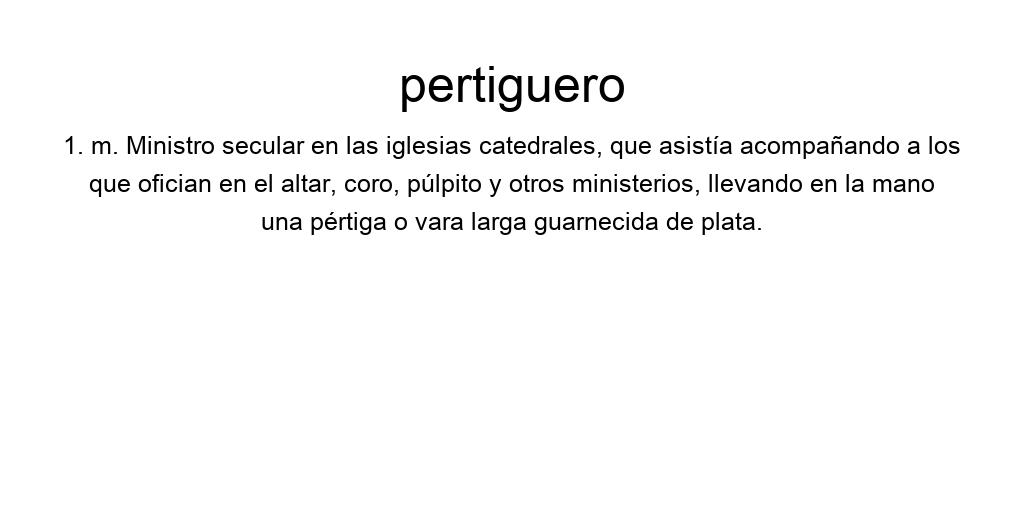 pertiguero
1. m. Ministro secular en las iglesias catedrales, que asistía acompañando a los
que ofician en el altar, coro, púlpito y otros ministerios, llevando en la mano
una pértiga o vara larga guarnecida de plata.